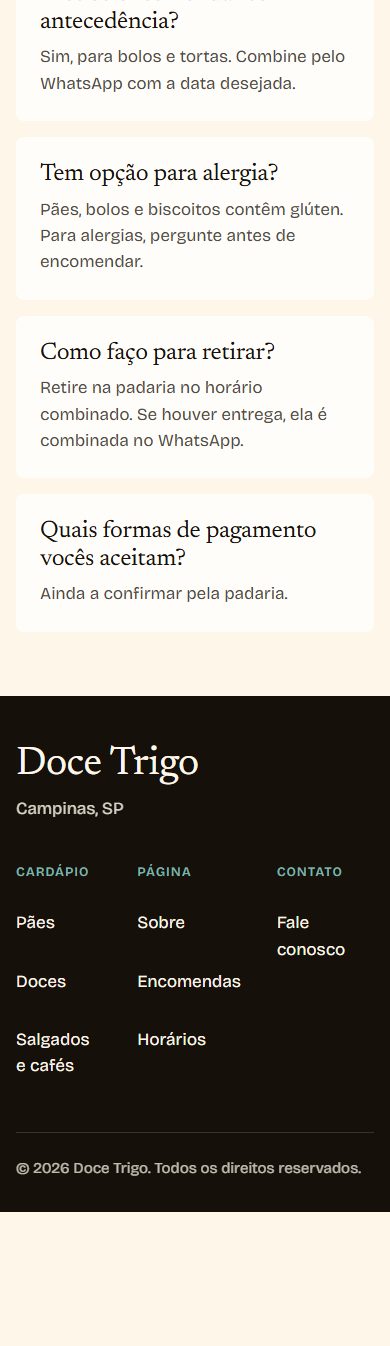 antecedência?
Sim, para bolos e tortas. Combine pelo
WhatsApp com a data desejada.
Tem opção para alergia?
Pães, bolos e biscoitos contêm glúten.
Para alergias, pergunte antes de
encomendar.
Como faço para retirar?
Retire na padaria no horário
combinado. Se houver entrega, ela é
combinada no WhatsApp.
Quais formas de pagamento
vocês aceitam?
Ainda a confirmar pela padaria.
Doce Trigo
Campinas, SP
CARDÁPIO
Pães
Doces
Salgados
e cafés
PÁGINA
Sobre
Encomendas
Horários
CONTATO
Fale
conosco
© 2026 Doce Trigo. Todos os direitos reservados.